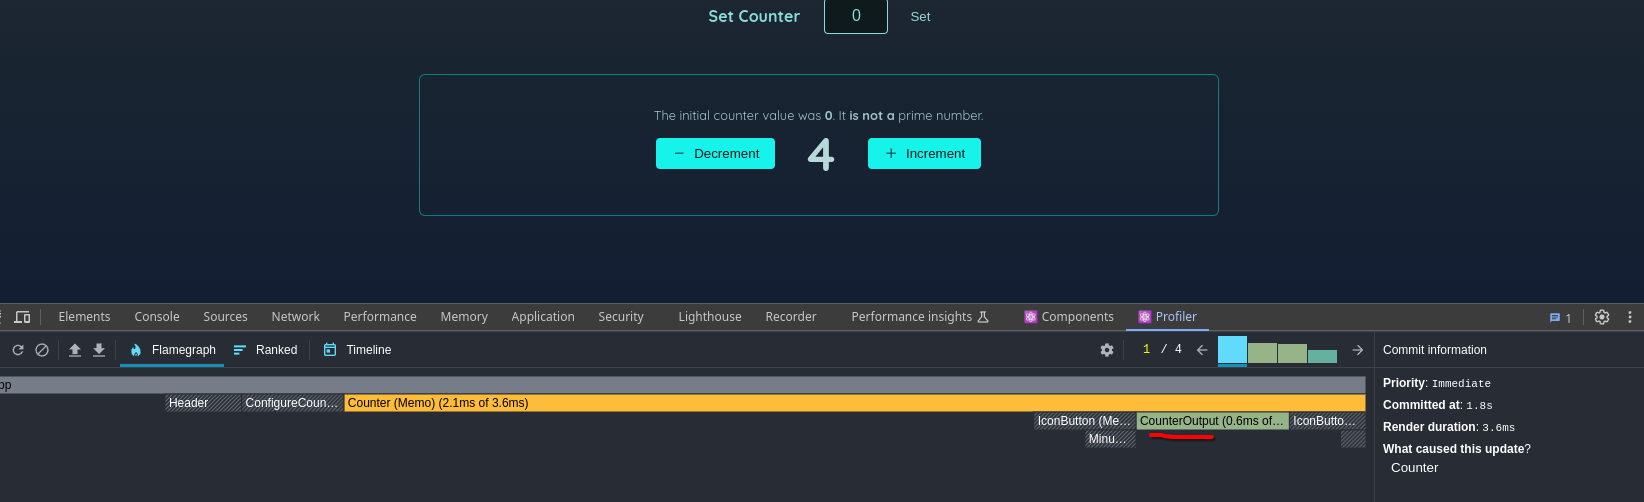 Set Counter 0 Set
The initial counter value was 0. It is not a prime number.
− Decrement 4 + Increment
Elements Console Sources Network Performance Memory Application Security Lighthouse Recorder Performance insights Components Profiler 1
Flamegraph Ranked Timeline 1 / 4 Commit information
pp
Header ConfigureCoun... Counter (Memo) (2.1ms of 3.6ms)
IconButton (Me... CounterOutput (0.6ms of... IconButto...
Minu...
Priority: Immediate
Committed at: 1.8s
Render duration: 3.6ms
What caused this update?
Counter